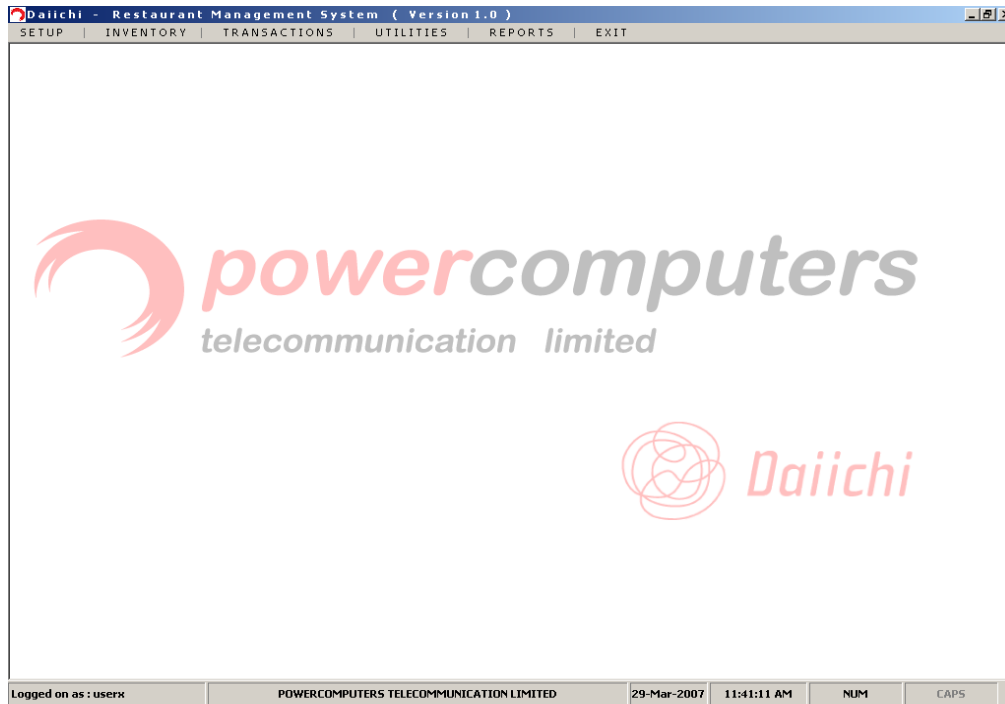 Daiichi - Restaurant Management System ( Version 1.0 )
SETUP | INVENTORY | TRANSACTIONS | UTILITIES | REPORTS | EXIT
powercomputers
telecommunication limited
Daiichi
Logged on as : userx POWERCOMPUTERS TELECOMMUNICATION LIMITED 29-Mar-2007 11:41:11 AM NUM CAPS